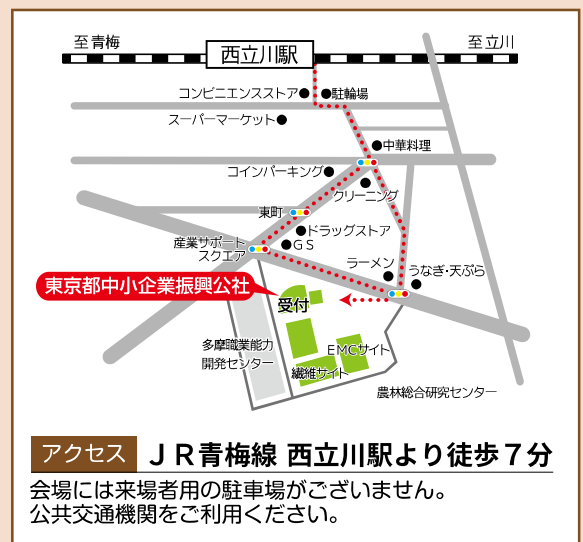 至青梅
西立川駅
至立川
コンビニエンスストア
駐輪場
スーパーマーケット
中華料理
コインパーキング
クリーニング
東町
ドラッグストア
産業サポート
スクエア
GS
ラーメン
うなぎ・天ぷら
東京都中小企業振興公社
受付
多摩職業能力
開発センター
EMCサイト
繊維サイト
農林総合研究センター
アクセス JR青梅線 西立川駅より徒歩7分
会場には来場者用の駐車場がございません。
公共交通機関をご利用ください。